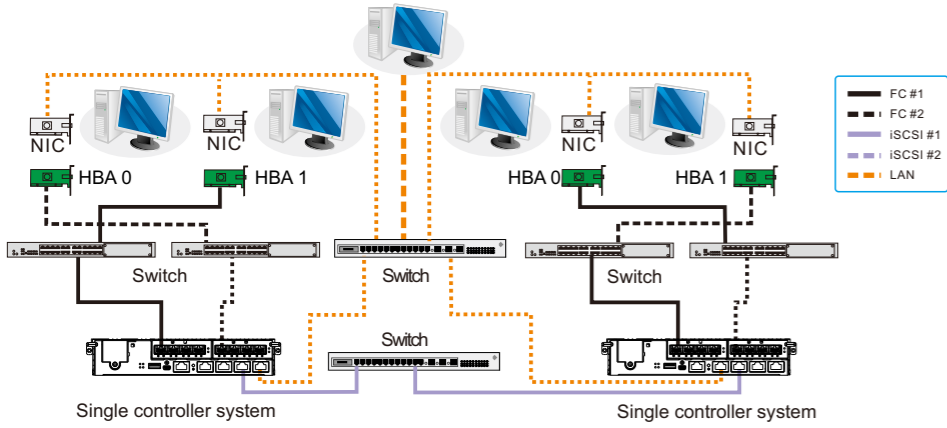 FC #1
FC #2
iSCSI #1
iSCSI #2
LAN
NIC
NIC
NIC
NIC
HBA 0
HBA 1
HBA 0
HBA 1
Switch
Switch
Switch
Switch
Single controller system
Single controller system